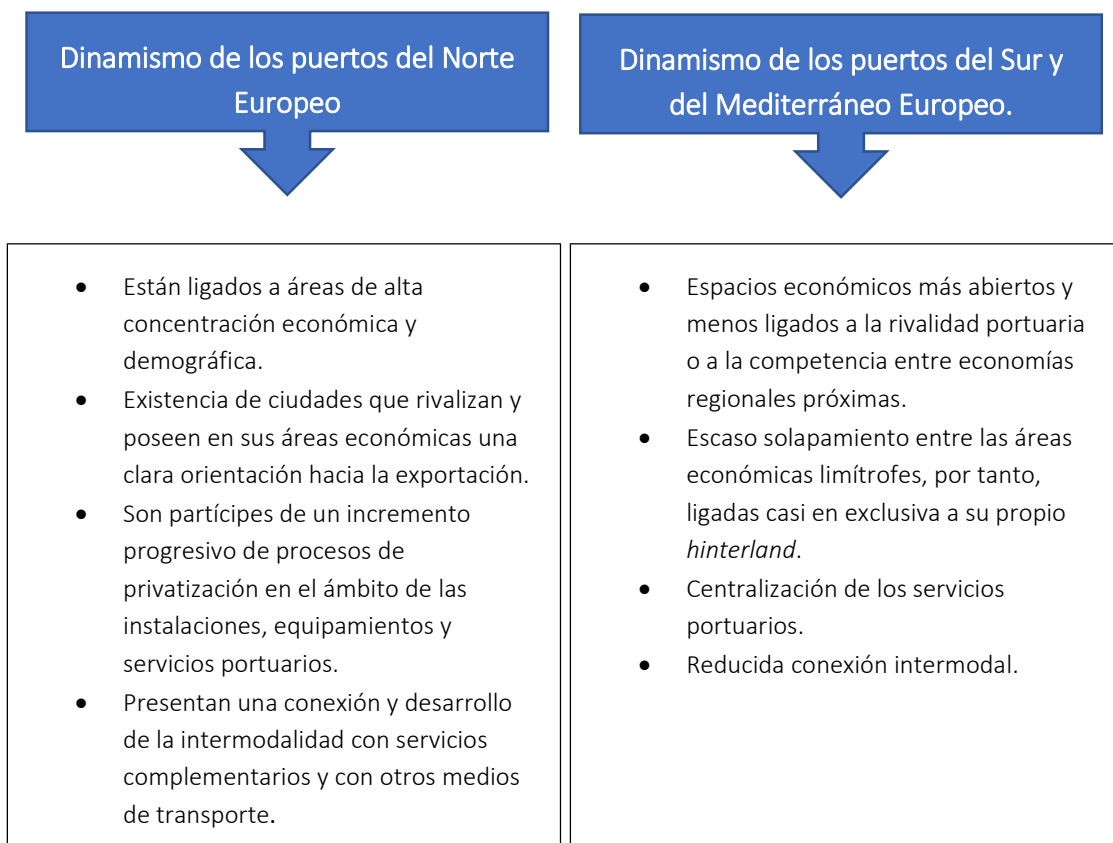 Dinamismo de los puertos del Norte
Europeo
Dinamismo de los puertos del Sur y
del Mediterráneo Europeo.
• Están ligados a áreas de alta
concentración económica y
demográfica.
• Existencia de ciudades que rivalizan y
poseen en sus áreas económicas una
clara orientación hacia la exportación.
• Son partícipes de un incremento
progresivo de procesos de
privatización en el ámbito de las
instalaciones, equipamientos y
servicios portuarios.
• Presentan una conexión y desarrollo
de la intermodalidad con servicios
complementarios y con otros medios
de transporte.
• Espacios económicos más abiertos y
menos ligados a la rivalidad portuaria
o a la competencia entre economías
regionales próximas.
• Escaso solapamiento entre las áreas
económicas limítrofes, por tanto,
ligadas casi en exclusiva a su propio
hinterland.
• Centralización de los servicios
portuarios.
• Reducida conexión intermodal.